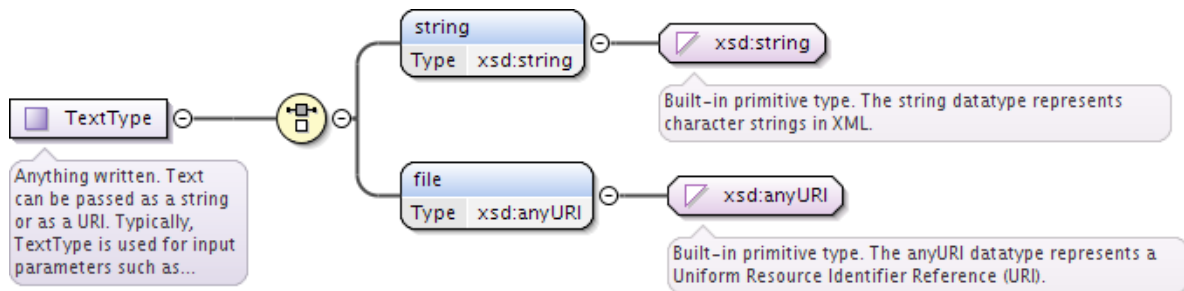 string
Type xsd:string
xsd:string
Built-in primitive type. The string datatype represents
character strings in XML.
TextType
Anything written. Text
can be passed as a string
or as a URI. Typically,
TextType is used for input
parameters such as...
file
Type xsd:anyURI
xsd:anyURI
Built-in primitive type. The anyURI datatype represents a
Uniform Resource Identifier Reference (URI).